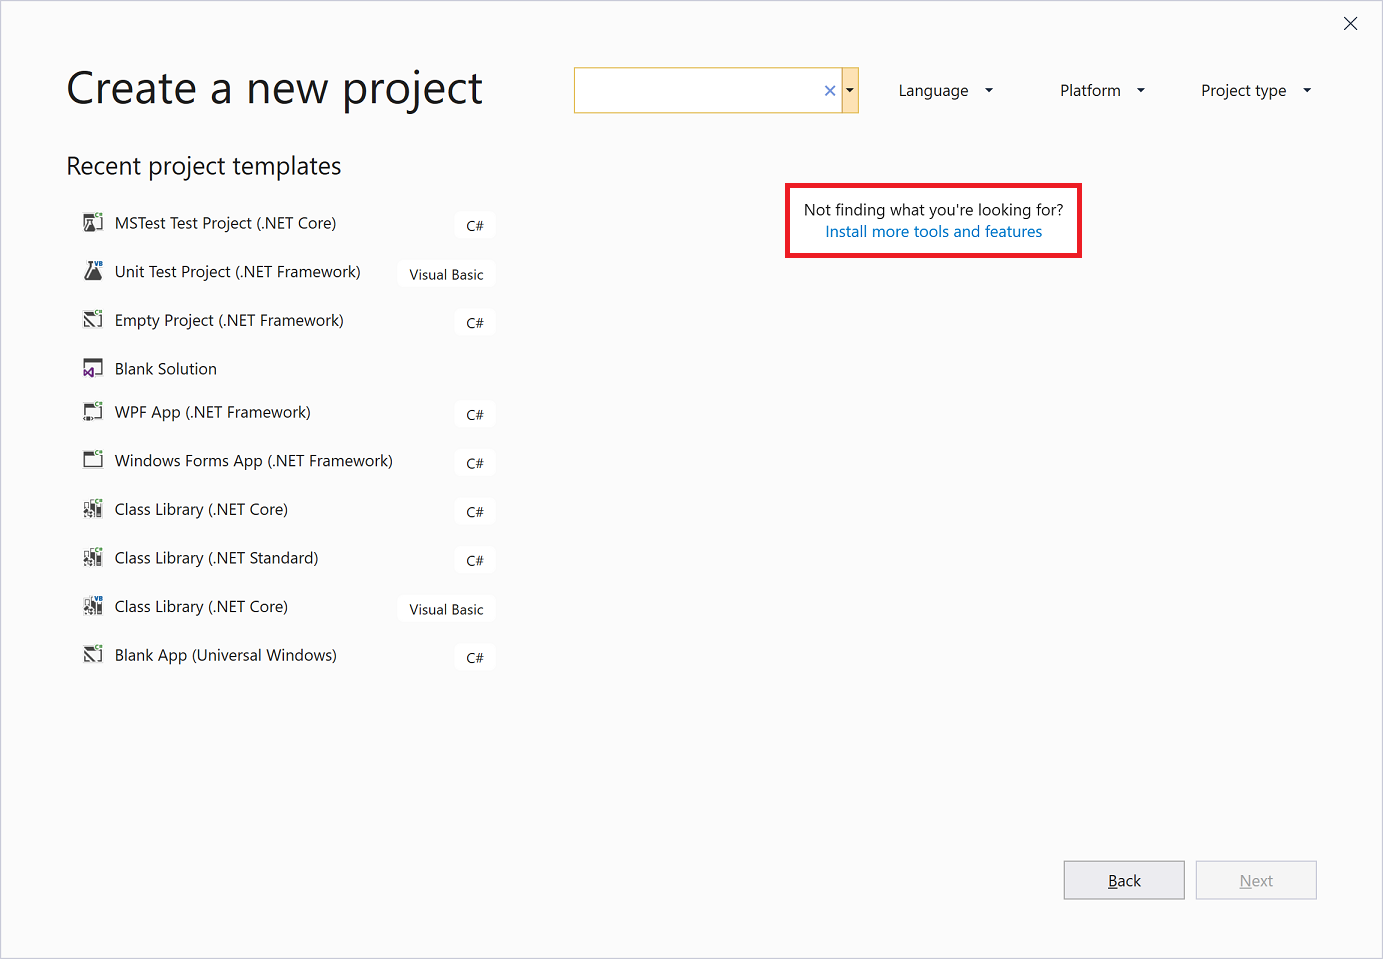 Create a new project
Language
Platform
Project type
Recent project templates
MSTest Test Project (.NET Core)
C#
Unit Test Project (.NET Framework)
Visual Basic
Empty Project (.NET Framework)
C#
Blank Solution
WPF App (.NET Framework)
C#
Windows Forms App (.NET Framework)
C#
Class Library (.NET Core)
C#
Class Library (.NET Standard)
C#
Class Library (.NET Core)
Visual Basic
Blank App (Universal Windows)
C#
Not finding what you're looking for?
Install more tools and features
Back
Next